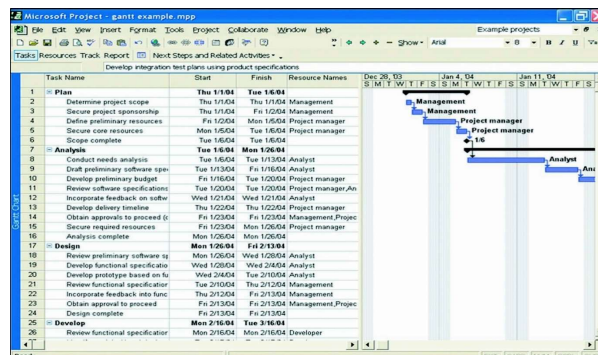 Microsoft Project - gantt example.mpp
File Edit View Insert Format Tools Project Collaborate Window Help Example projects
Show Arial 8 B I U
Tasks Resources Track Report Next Steps and Related Activities
Develop integration test plans using product specifications
Task Name Start Finish Resource Names Dec 28, '03 Jan 4, '04 Jan 11, '04
S M T W T F S S M T W T F S S M T W T F S
1 Plan Thu 1/1/04 Tue 1/6/04
2 Determine project scope Thu 1/1/04 Thu 1/1/04 Management Management
3 Secure project sponsorship Thu 1/1/04 Fri 1/2/04 Management Management
4 Define preliminary resources Fri 1/2/04 Mon 1/5/04 Project manager Project manager
5 Secure core resources Mon 1/5/04 Tue 1/6/04 Project manager Project manager
6 Scope complete Tue 1/6/04 Tue 1/6/04 1/6
7 Analysis Tue 1/6/04 Mon 1/26/04
8 Conduct needs analysis Tue 1/6/04 Tue 1/13/04 Analyst Analyst
9 Draft preliminary software spe Tue 1/13/04 Fri 1/16/04 Analyst Ana
10 Develop preliminary budget Fri 1/16/04 Tue 1/20/04 Project manager
11 Review software specifications Tue 1/20/04 Tue 1/20/04 Project manager,An
12 Incorporate feedback on softw Wed 1/21/04 Wed 1/21/04 Analyst
13 Develop delivery timeline Thu 1/22/04 Thu 1/22/04 Project manager
14 Obtain approvals to proceed (c Fri 1/23/04 Fri 1/23/04 Management,Projec
15 Secure required resources Fri 1/23/04 Mon 1/26/04 Project manager
16 Analysis complete Mon 1/26/04 Mon 1/26/04
17 Design Mon 1/26/04 Fri 2/13/04
18 Review preliminary software sp Mon 1/26/04 Wed 1/28/04 Analyst
19 Develop functional specificatio Wed 1/28/04 Wed 2/4/04 Analyst
20 Develop prototype based on fu Wed 2/4/04 Tue 2/10/04 Analyst
21 Review functional specification Tue 2/10/04 Thu 2/12/04 Management
22 Incorporate feedback into func Thu 2/12/04 Fri 2/13/04 Management
23 Obtain approval to proceed Fri 2/13/04 Fri 2/13/04 Management,Projec
24 Design complete Fri 2/13/04 Fri 2/13/04
25 Develop Mon 2/16/04 Tue 3/16/04
26 Review functional specification Mon 2/16/04 Mon 2/16/04 Developer
Gantt Chart